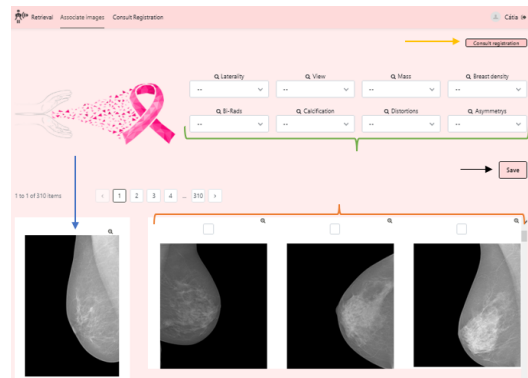 Retrieval Associate images Consult Registration Cátia
Consult registration
Laterality View Mass Breast density
-- -- -- --
Bi-Rads Calcification Distortions Asymmetrys
-- -- -- --
Save
1 to 1 of 310 items < 1 2 3 4 ... 310 >